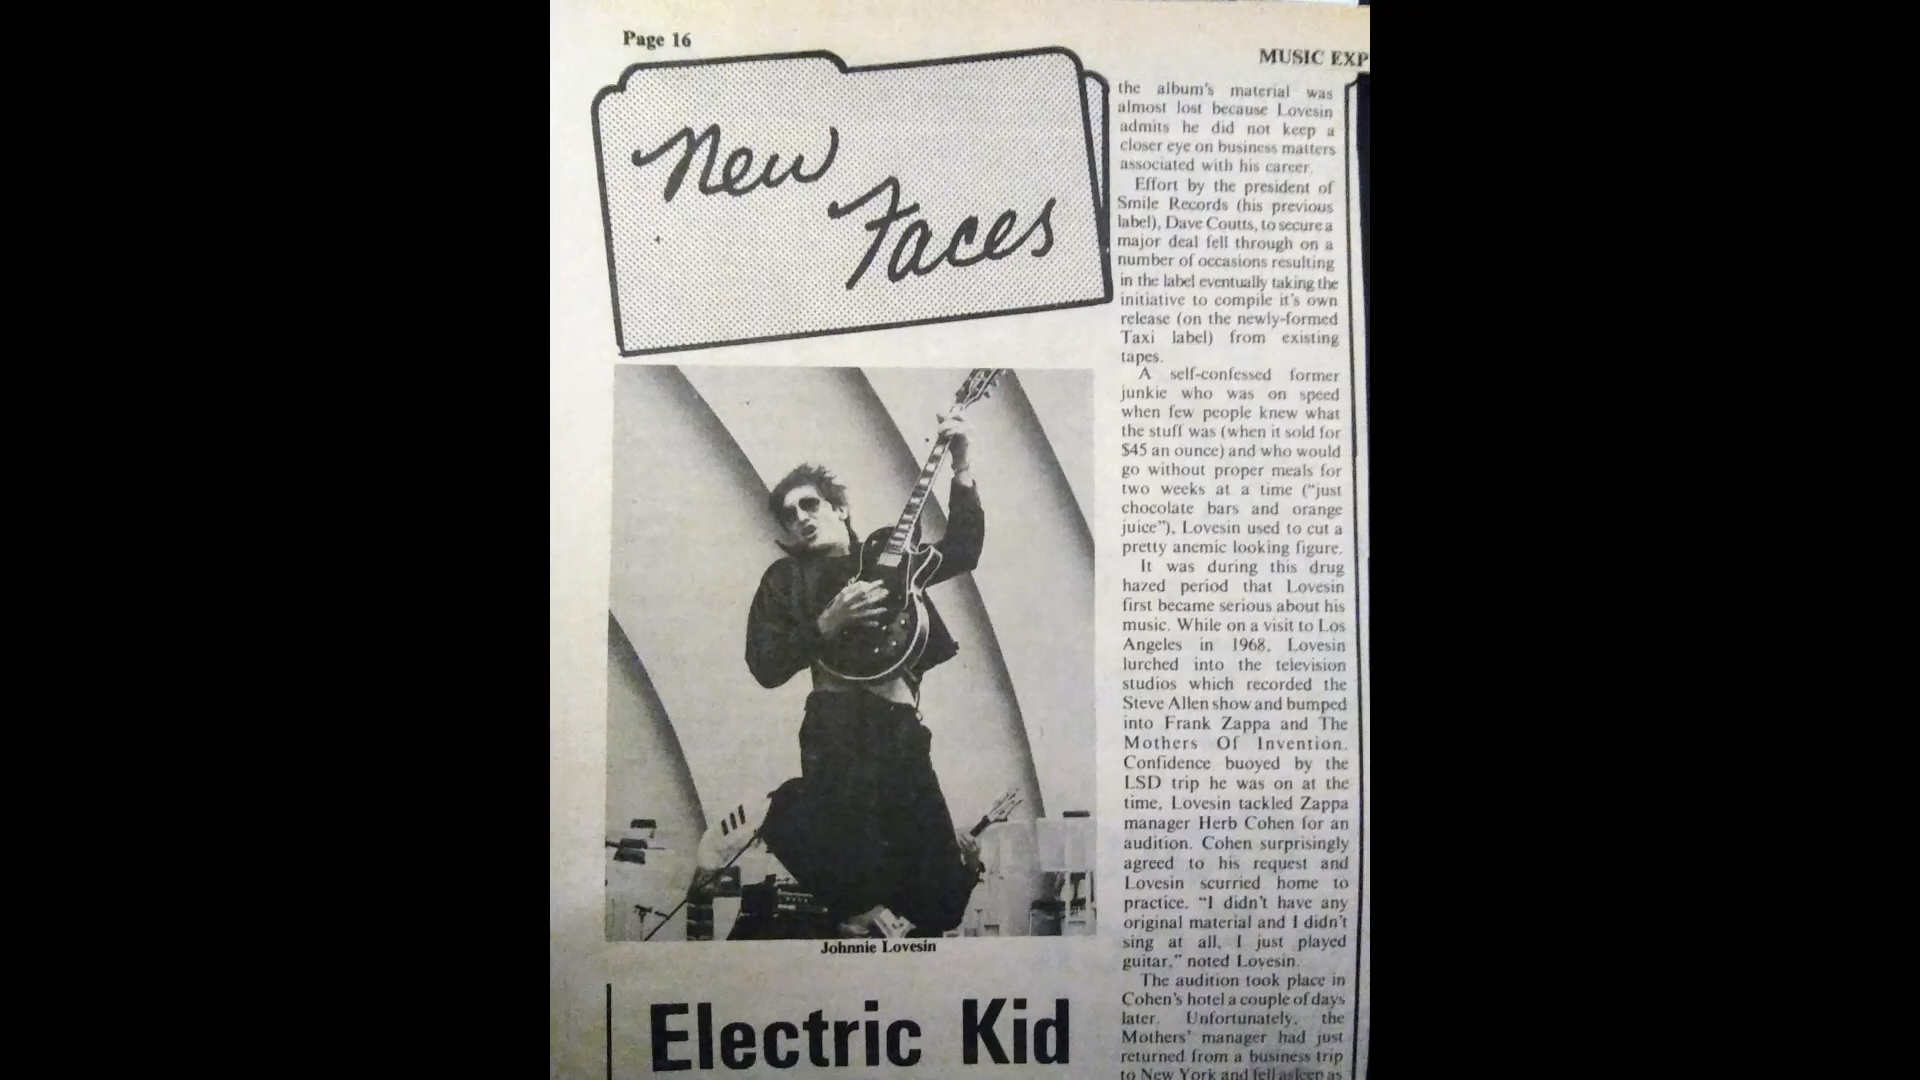 Page 16
MUSIC EXP
New
Faces
Johnnie Lovesin
Electric Kid
the album's material was
almost lost because Lovesin
admits he did not keep a
closer eye on business matters
associated with his career.
Effort by the president of
Smile Records (his previous
label), Dave Coutts, to secure a
major deal fell through on a
number of occasions resulting
in the label eventually taking the
initiative to compile it's own
release (on the newly-formed
Taxi label) from existing
tapes.
A self-confessed former
junkie who was on speed
when few people knew what
the stuff was (when it sold for
$45 an ounce) and who would
go without proper meals for
two weeks at a time ("just
chocolate bars and orange
juice"), Lovesin used to cut a
pretty anemic looking figure.
It was during this drug
hazed period that Lovesin
first became serious about his
music. While on a visit to Los
Angeles in 1968, Lovesin
lurched into the television
studios which recorded the
Steve Allen show and bumped
into Frank Zappa and The
Mothers Of Invention.
Confidence buoyed by the
LSD trip he was on at the
time, Lovesin tackled Zappa
manager Herb Cohen for an
audition. Cohen surprisingly
agreed to his request and
Lovesin scurried home to
practice. "I didn't have any
original material and I didn't
sing at all, I just played
guitar," noted Lovesin.
The audition took place in
Cohen's hotel a couple of days
later. Unfortunately, the
Mothers' manager had just
returned from a business trip
to New York and fell asleep as